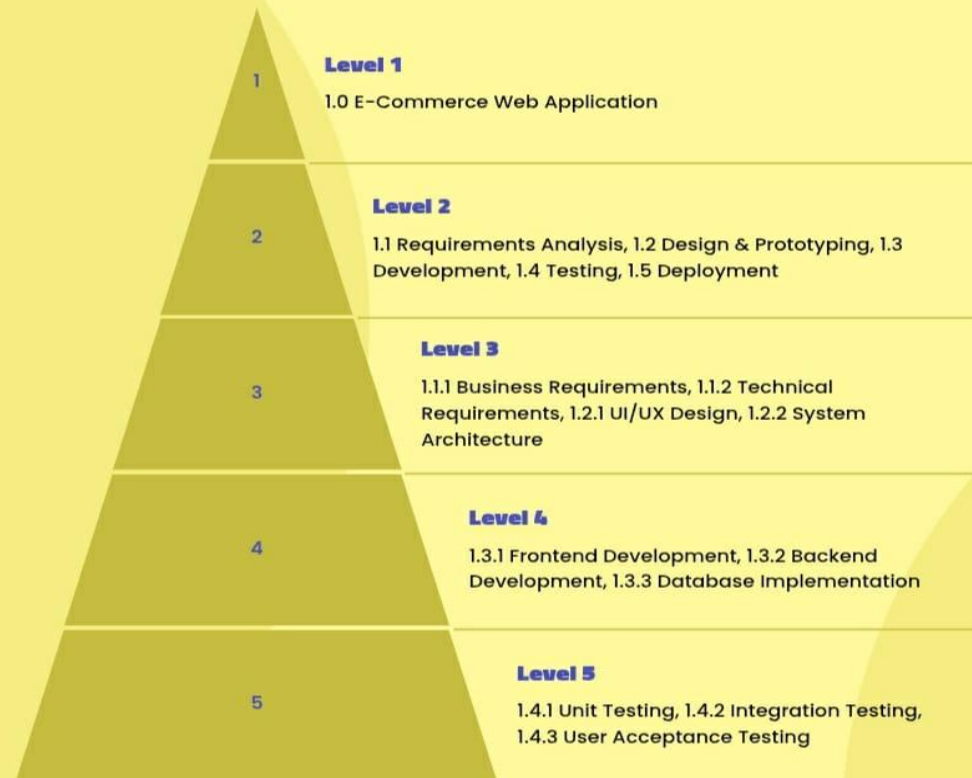 1
Level 1
1.0 E-Commerce Web Application
2
Level 2
1.1 Requirements Analysis, 1.2 Design & Prototyping, 1.3
Development, 1.4 Testing, 1.5 Deployment
3
Level 3
1.1.1 Business Requirements, 1.1.2 Technical
Requirements, 1.2.1 UI/UX Design, 1.2.2 System
Architecture
4
Level 4
1.3.1 Frontend Development, 1.3.2 Backend
Development, 1.3.3 Database Implementation
5
Level 5
1.4.1 Unit Testing, 1.4.2 Integration Testing,
1.4.3 User Acceptance Testing